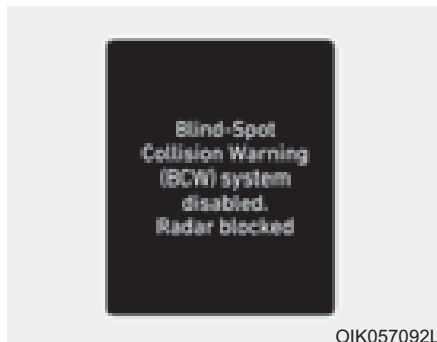 Blind-Spot
Collision Warning
(BCW) system
disabled.
Radar blocked
OIK057092L